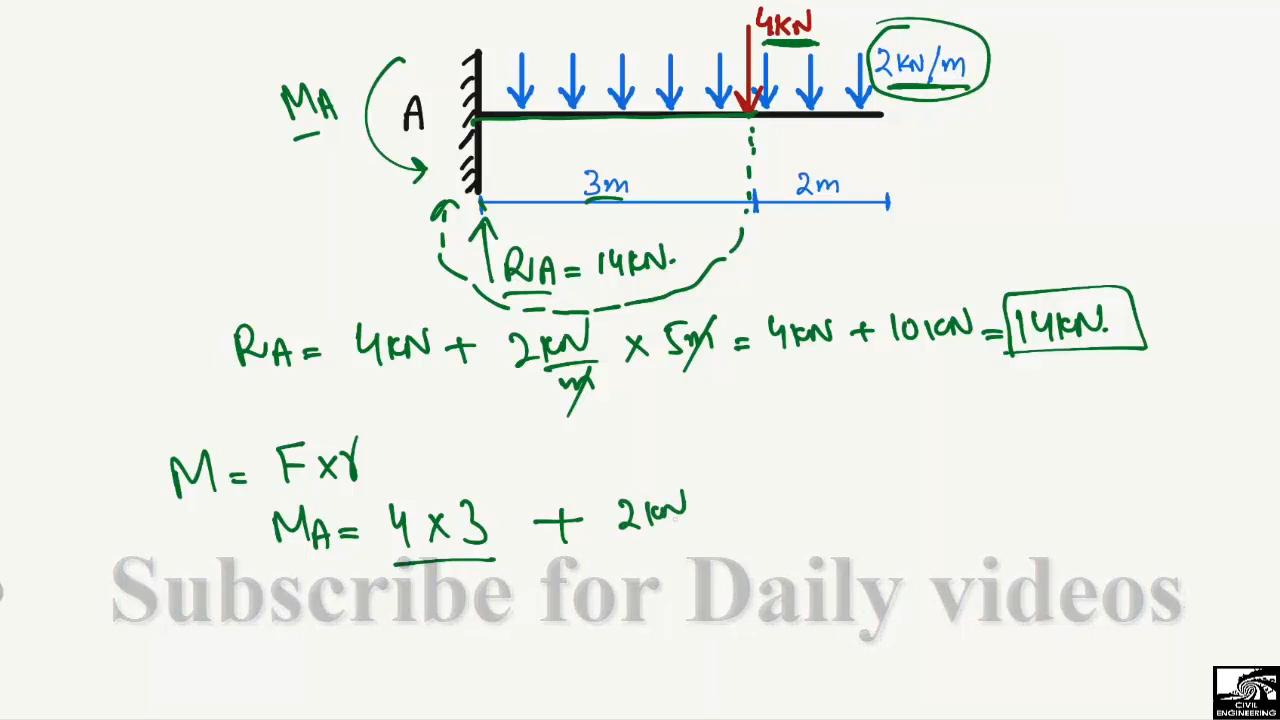 4KN
2KN/m
MA
A
3m
2m
RA = 14KN.
RA = 4KN + 2KN/m × 5m = 4KN + 10KN = 14KN.
M = F×r
MA = 4 × 3 + 2KN
Subscribe for Daily videos
CIVIL
ENGINEERING